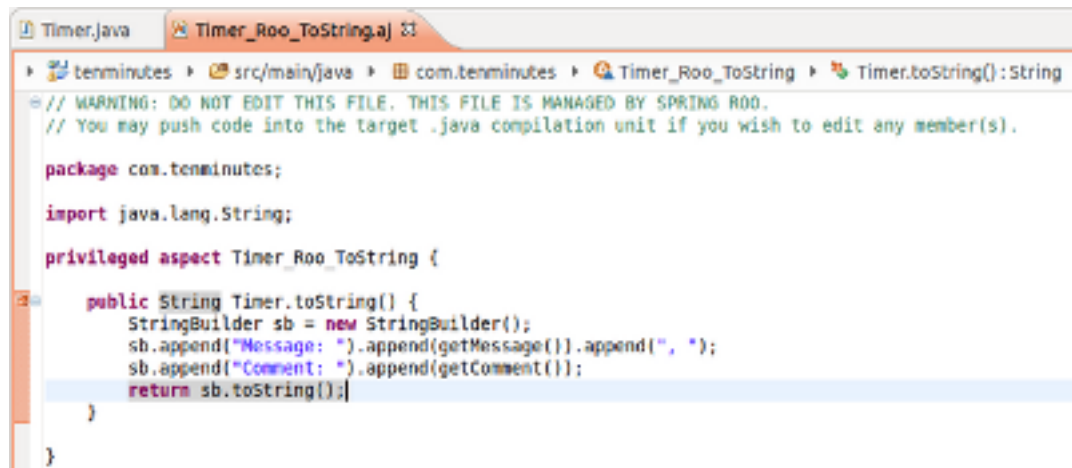 Timer.java Timer_Roo_ToString.aj
tenminutes src/main/java com.tenminutes Timer_Roo_ToString Timer.toString() : String
// WARNING: DO NOT EDIT THIS FILE. THIS FILE IS MANAGED BY SPRING ROO.
// You may push code into the target .java compilation unit if you wish to edit any member(s).
package com.tenminutes;
import java.lang.String;
privileged aspect Timer_Roo_ToString {
public String Timer.toString() {
StringBuilder sb = new StringBuilder();
sb.append("Message: ").append(getMessage()).append(", ");
sb.append("Comment: ").append(getComment());
return sb.toString();
}
}